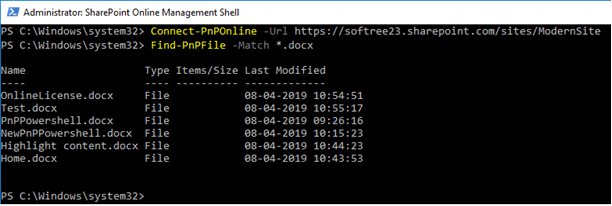 Administrator: SharePoint Online Management Shell
PS C:\Windows\system32> Connect-PnPOnline -Url https://softree23.sharepoint.com/sites/ModernSite
PS C:\Windows\system32> Find-PnPFile -Match *.docx
Name Type Items/Size Last Modified
---- ---- ---------- -------------
OnlineLicense.docx File 08-04-2019 10:54:51
Test.docx File 08-04-2019 10:55:17
PnPPowershell.docx File 08-04-2019 09:26:16
NewPnPPowershell.docx File 08-04-2019 10:15:23
Highlight content.docx File 08-04-2019 10:44:23
Home.docx File 08-04-2019 10:43:53
PS C:\Windows\system32>